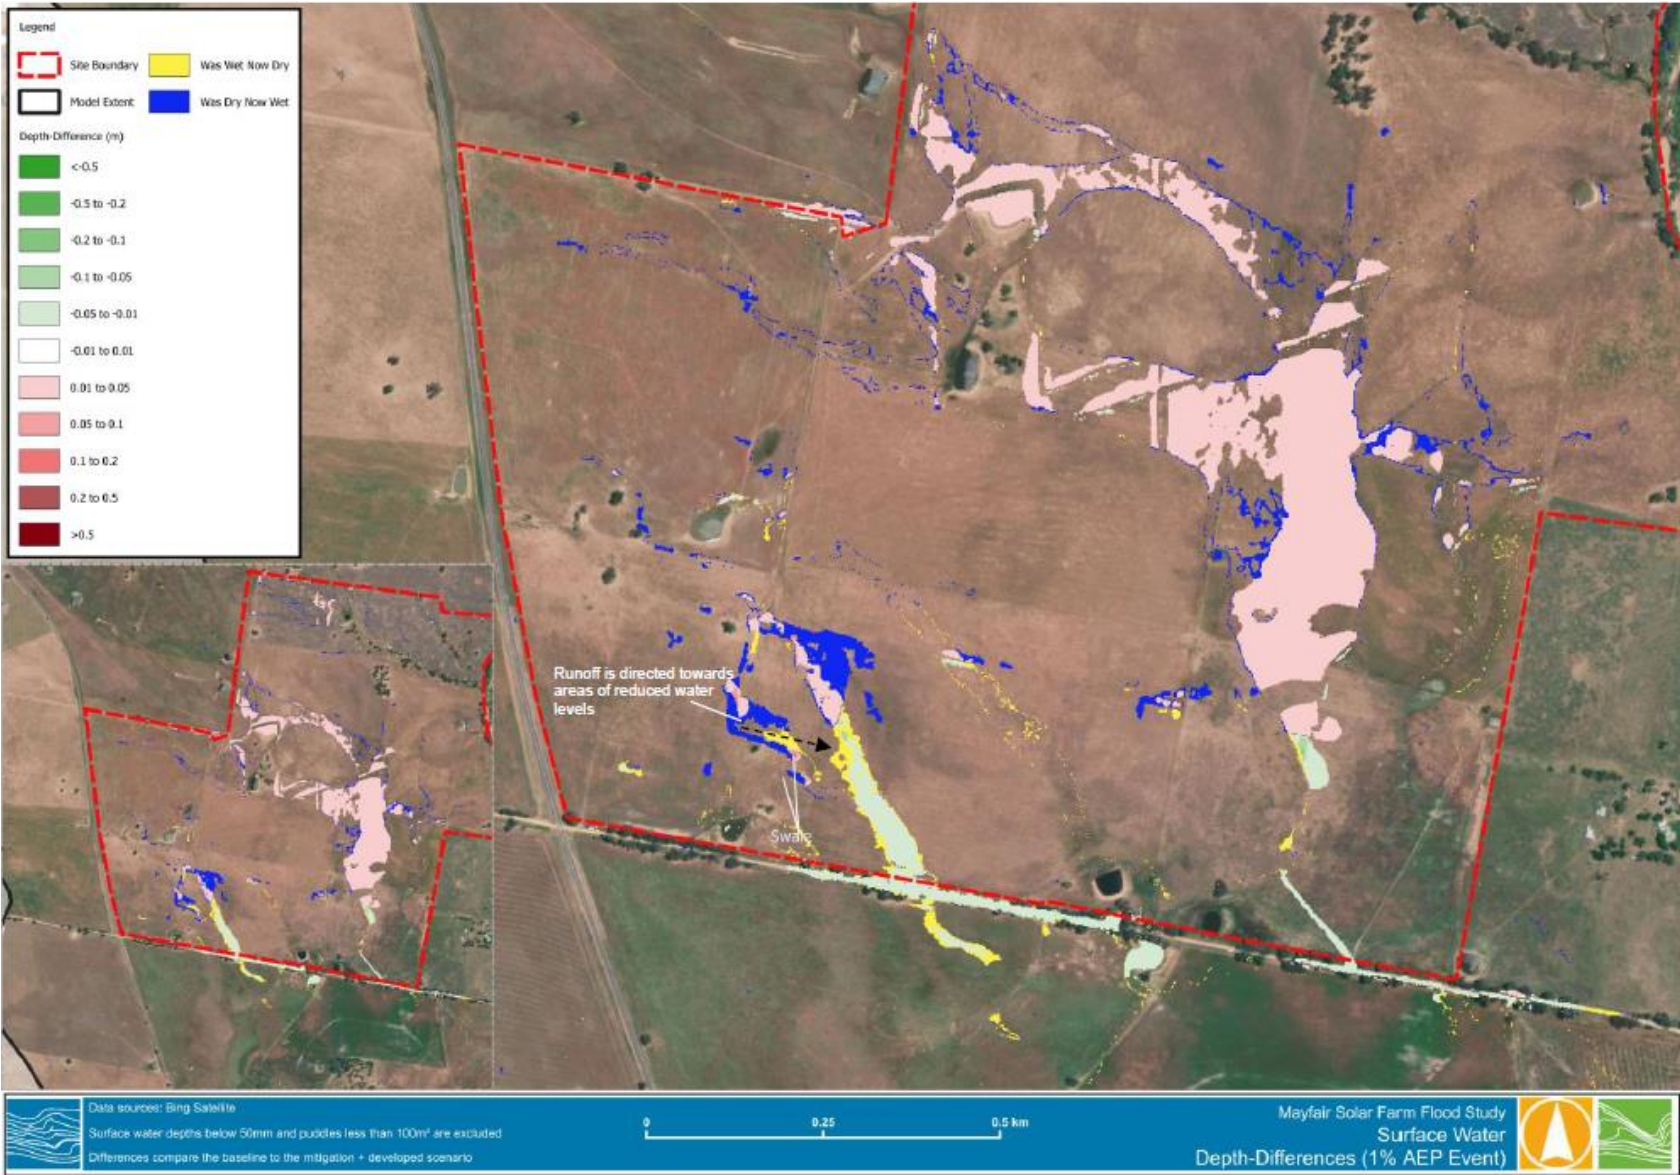 Legend
Site Boundary
Was Wet Now Dry
Model Extent
Was Dry Now Wet
Depth-Difference (m)
<-0.5
-0.5 to -0.2
-0.2 to -0.1
-0.1 to -0.05
-0.05 to -0.01
-0.01 to 0.01
0.01 to 0.05
0.05 to 0.1
0.1 to 0.2
0.2 to 0.5
>0.5
Runoff is directed towards
areas of reduced water
levels
Swale
Data sources: Bing Satellite
Surface water depths below 50mm and puddles less than 100m² are excluded
Differences compare the baseline to the mitigation + developed scenario
0 0.25 0.5 km
Mayfair Solar Farm Flood Study
Surface Water
Depth-Differences (1% AEP Event)